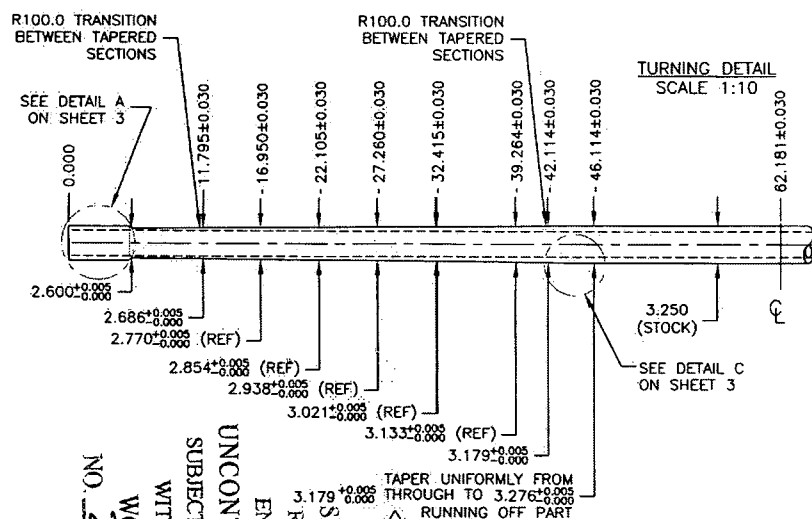 R100.0 TRANSITION
BETWEEN TAPERED
SECTIONS
R100.0 TRANSITION
BETWEEN TAPERED
SECTIONS
TURNING DETAIL
SCALE 1:10
SEE DETAIL A
ON SHEET 3
0.000
11.795±0.030
16.950±0.030
22.105±0.030
27.260±0.030
32.415±0.030
39.264±0.030
42.114±0.030
46.114±0.030
62.181±0.030
2.600+0.005-0.000
2.686+0.005-0.000
2.770+0.005-0.000 (REF)
2.854+0.005-0.000 (REF)
2.938+0.005-0.000 (REF)
3.021+0.005-0.000 (REF)
3.133+0.005-0.000 (REF)
3.179+0.005-0.000
3.250
(STOCK)
CL
SEE DETAIL C
ON SHEET 3
TAPER UNIFORMLY FROM
3.179+0.005-0.000 THROUGH TO 3.276+0.005-0.000
RUNNING OFF PART
UNCON
SUBJECT
WIT
NO.